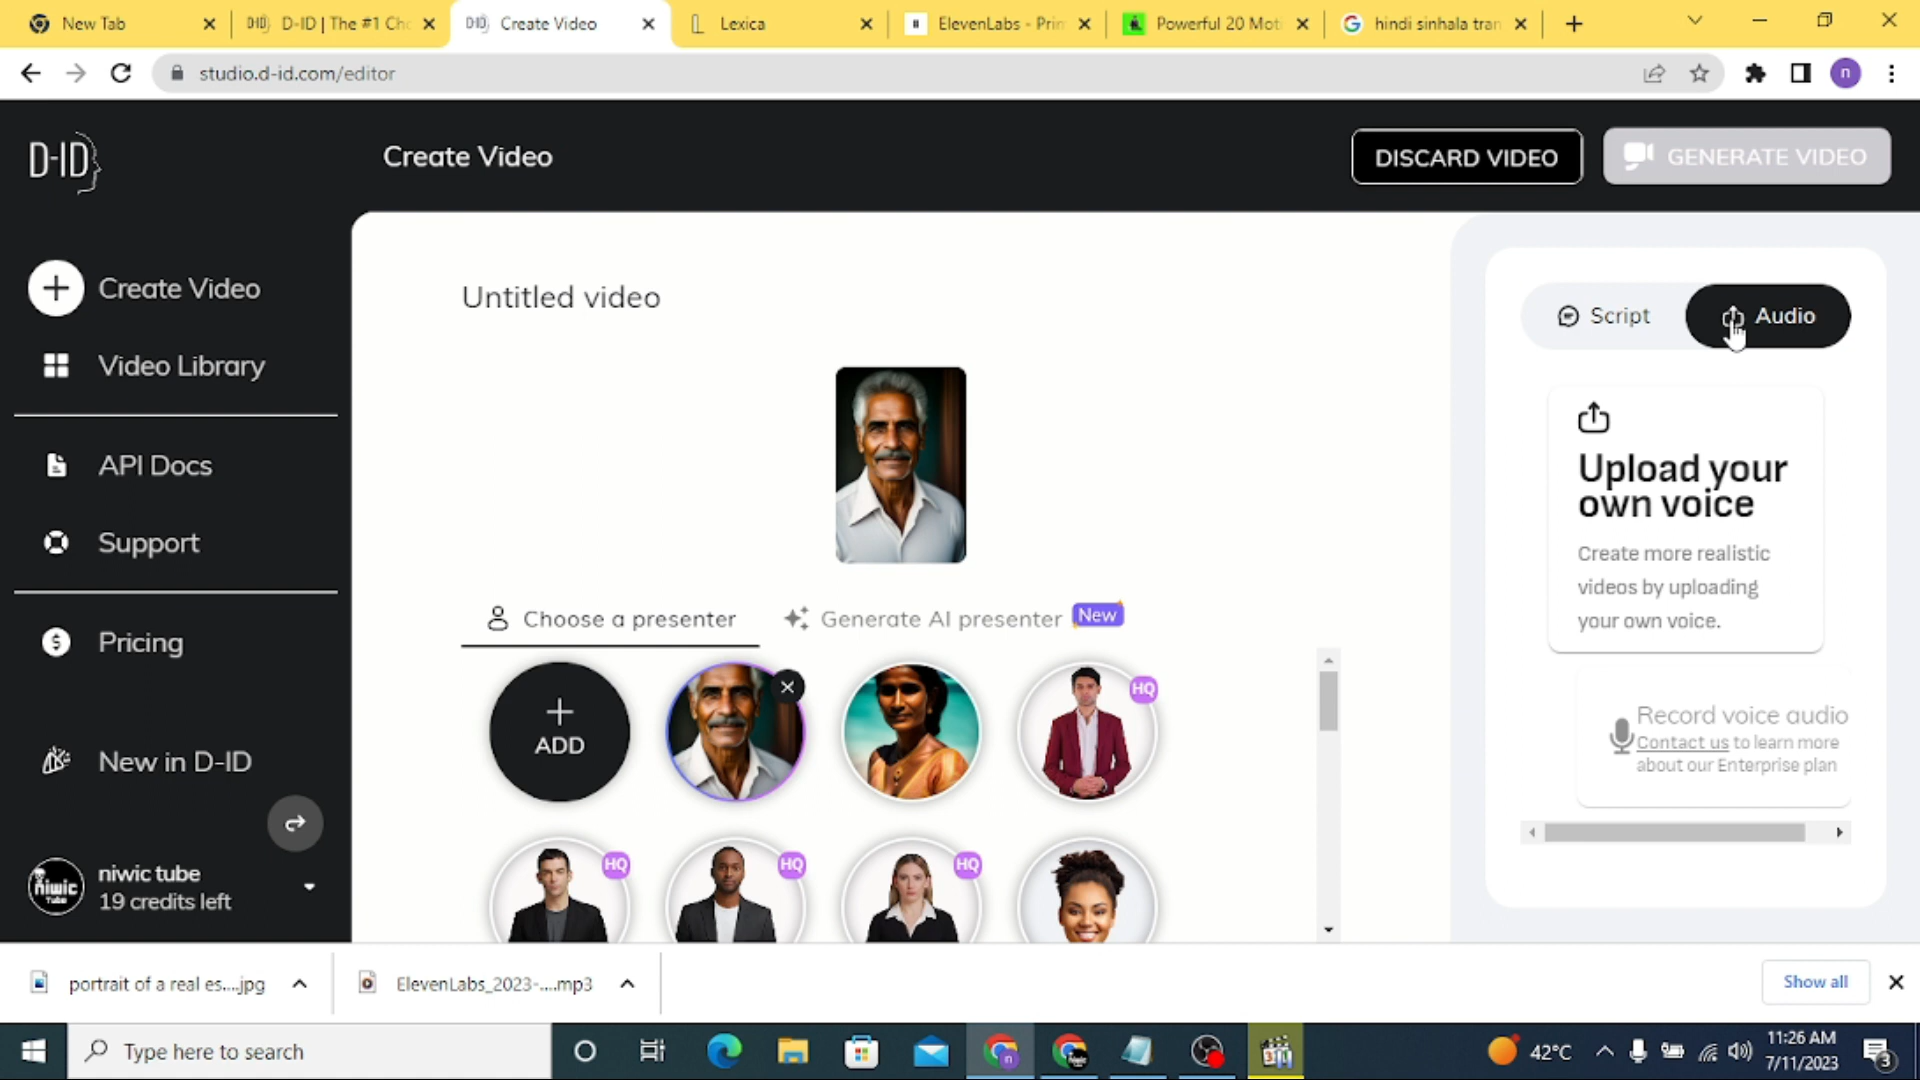 New Tab
D-ID | The #1 Ch
Create Video
Lexica
ElevenLabs - Prin
Powerful 20 Moti
hindi sinhala tran
studio.d-id.com/editor
n
D-ID
Create Video
DISCARD VIDEO
GENERATE VIDEO
Create Video
Video Library
API Docs
Support
Pricing
New in D-ID
niwic tube
19 credits left
niwic
Tube
Untitled video
Choose a presenter
Generate AI presenter
New
ADD
HQ
HQ
HQ
HQ
Script
Audio
Upload your
own voice
Create more realistic
videos by uploading
your own voice.
Record voice audio
Contact us to learn more
about our Enterprise plan
portrait of a real es....jpg
ElevenLabs_2023-....mp3
Show all
Type here to search
n
42°C
11:26 AM
7/11/2023
3